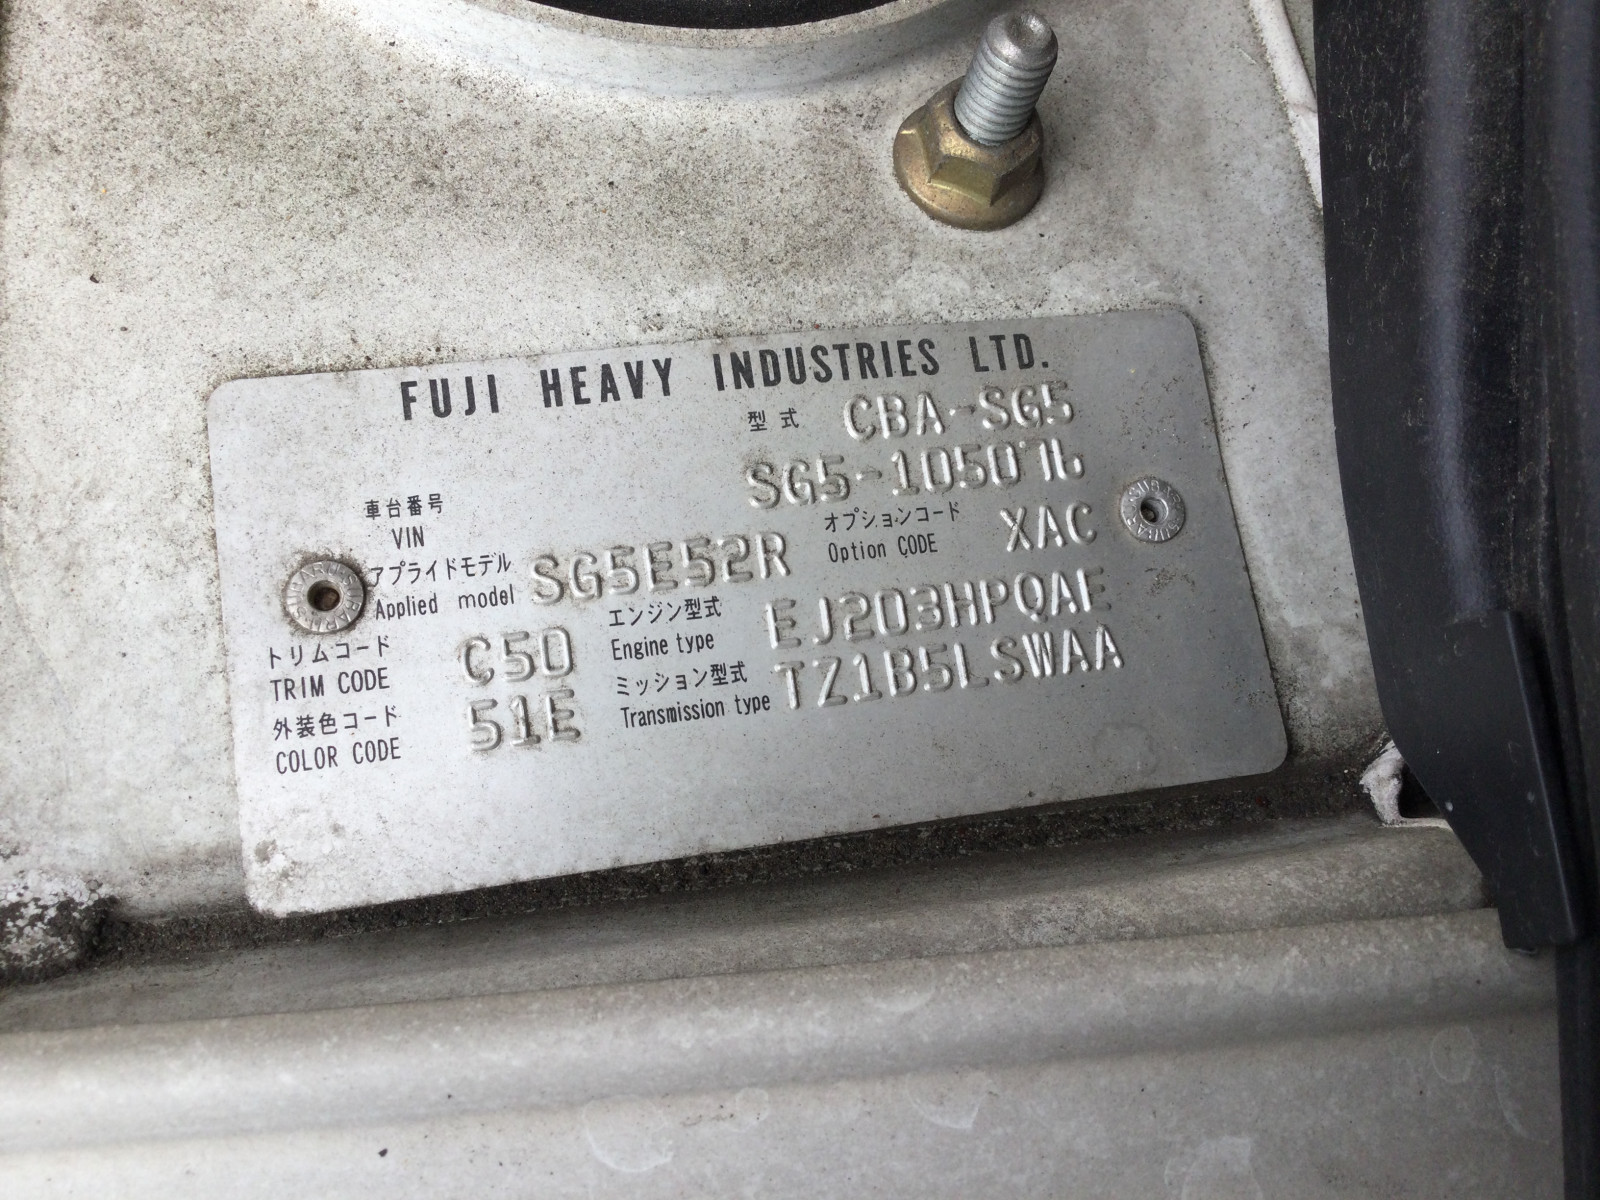 FUJI HEAVY INDUSTRIES LTD.
型式 CBA-SG5
車台番号 SG5-105076
VIN
アプライドモデル SG5E52R オプションコード XAC
Applied model Option CODE
トリムコード C50 エンジン型式 EJ203HPQAE
TRIM CODE Engine type
外装色コード 51E ミッション型式 TZ1B5LSWAA
COLOR CODE Transmission type